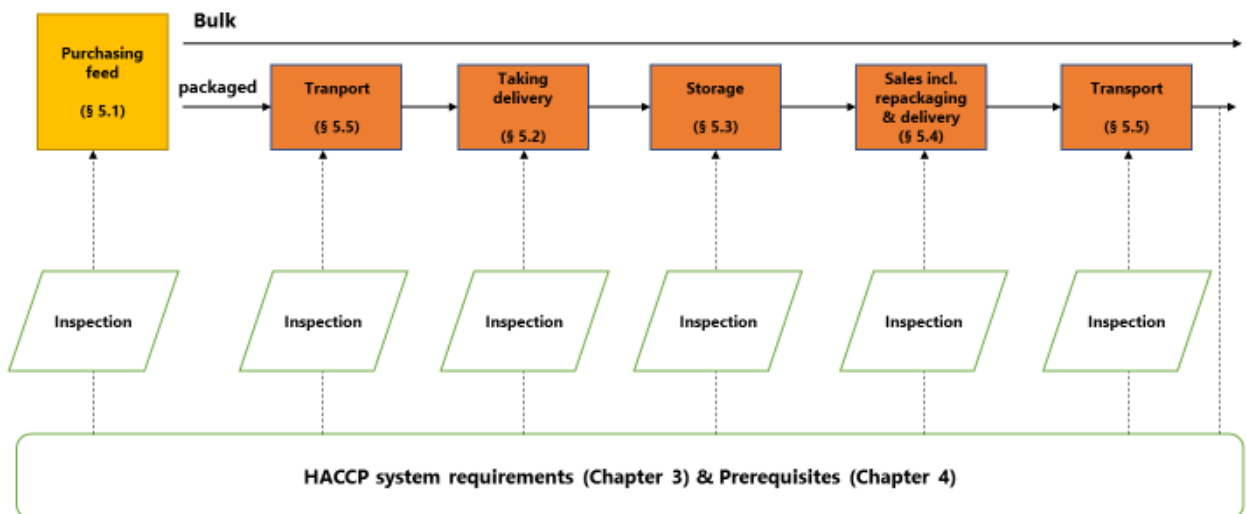 Bulk
Purchasing
feed
(§ 5.1)
packaged
Tranport
(§ 5.5)
Taking
delivery
(§ 5.2)
Storage
(§ 5.3)
Sales incl.
repackaging
& delivery
(§ 5.4)
Transport
(§ 5.5)
Inspection
Inspection
Inspection
Inspection
Inspection
Inspection
HACCP system requirements (Chapter 3) & Prerequisites (Chapter 4)